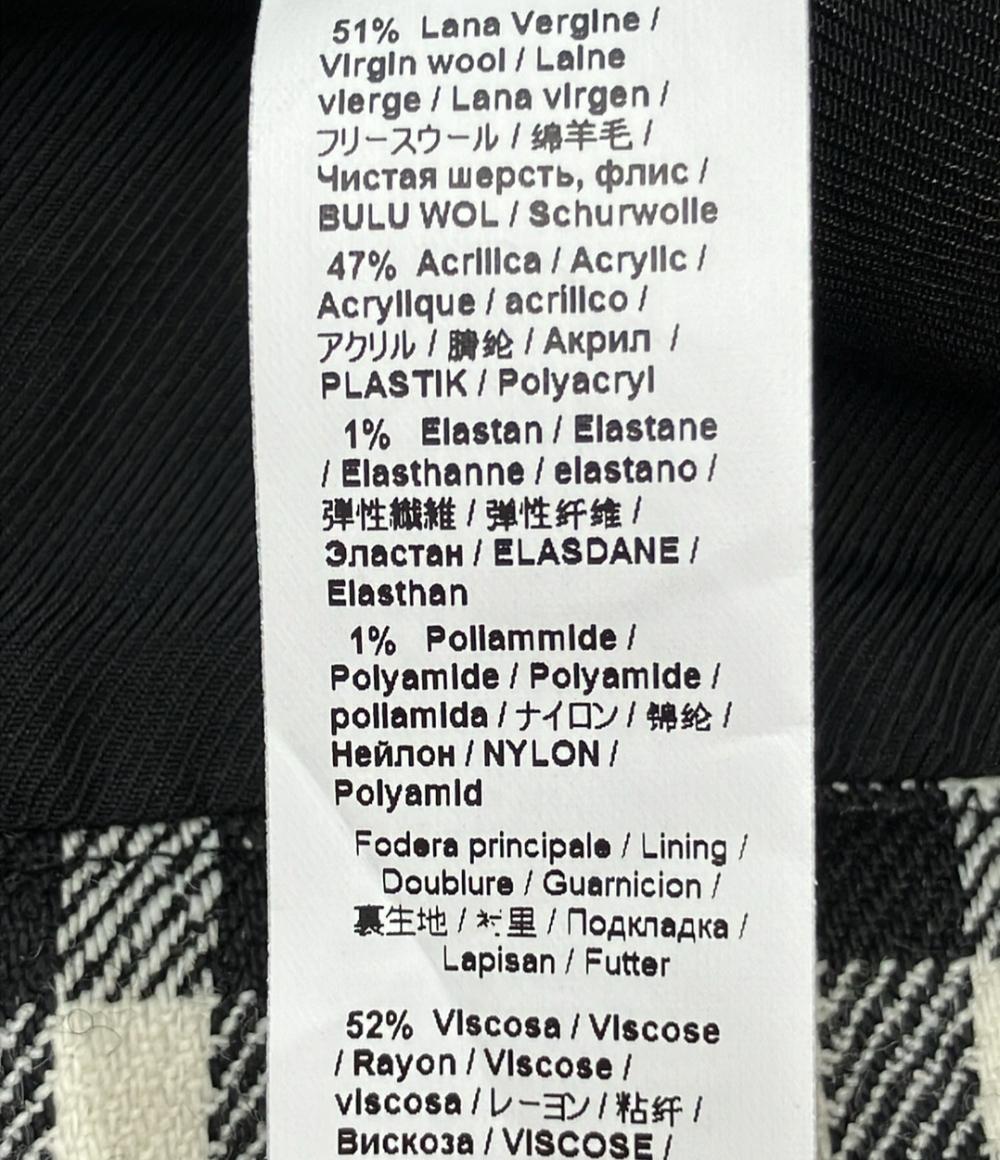 51% Lana Vergine /
Virgin wool / Laine
vierge / Lana virgen /
フリースウール / 绵羊毛 /
Чистая шерсть, флис /
BULU WOL / Schurwolle
47% Acrilica / Acrylic /
Acrylique / acrilico /
アクリル / 腈纶 / Акрил /
PLASTIK / Polyacryl
1% Elastan / Elastane
/ Elasthanne / elastano /
弾性繊維 / 弹性纤维 /
Эластан / ELASDANE /
Elasthan
1% Poliammide /
Polyamide / Polyamide /
poliamida / ナイロン / 锦纶 /
Нейлон / NYLON /
Polyamid
Fodera principale / Lining /
Doublure / Guarnicion /
裏生地 / 衬里 / Подкладка /
Lapisan / Futter
52% Viscosa / Viscose
/ Rayon / Viscose /
viscosa / レーヨン / 粘纤 /
Вискоза / VISCOSE /